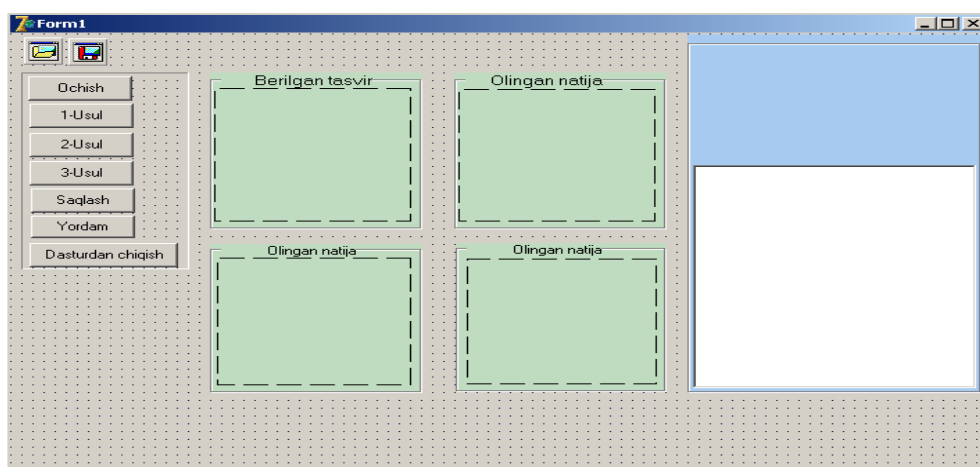 Form1
Ochish
1-Usul
2-Usul
3-Usul
Saqlash
Yordam
Dasturdan chiqish
Berilgan tasvir
Olingan natija
Olingan natija
Olingan natija